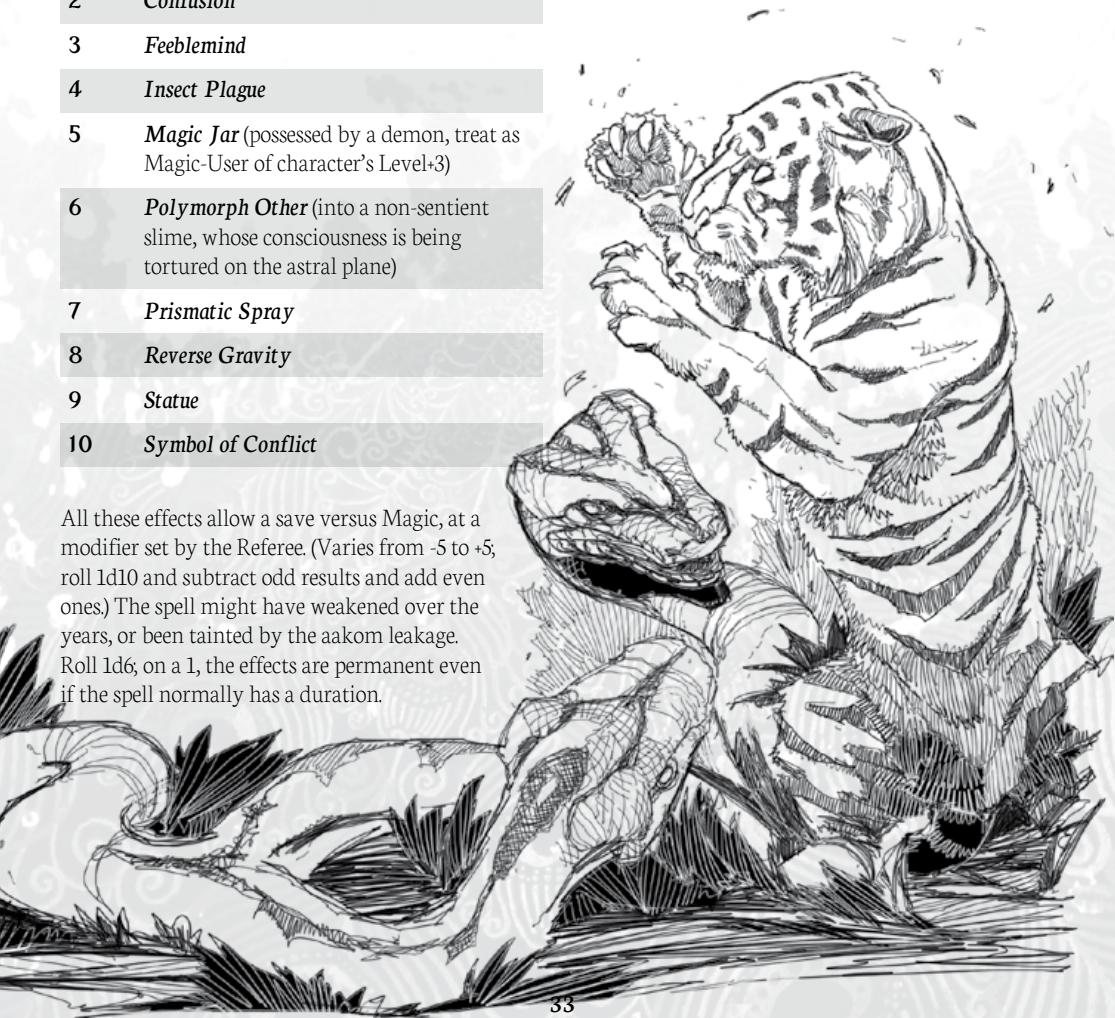 2 Confusion
3 Feeblemind
4 Insect Plague
5 Magic Jar (possessed by a demon, treat as
Magic-User of character's Level+3)
6 Polymorph Other (into a non-sentient
slime, whose consciousness is being
tortured on the astral plane)
7 Prismatic Spray
8 Reverse Gravity
9 Statue
10 Symbol of Conflict
All these effects allow a save versus Magic, at a
modifier set by the Referee. (Varies from -5 to +5;
roll 1d10 and subtract odd results and add even
ones.) The spell might have weakened over the
years, or been tainted by the aakom leakage.
Roll 1d6; on a 1, the effects are permanent even
if the spell normally has a duration.
33